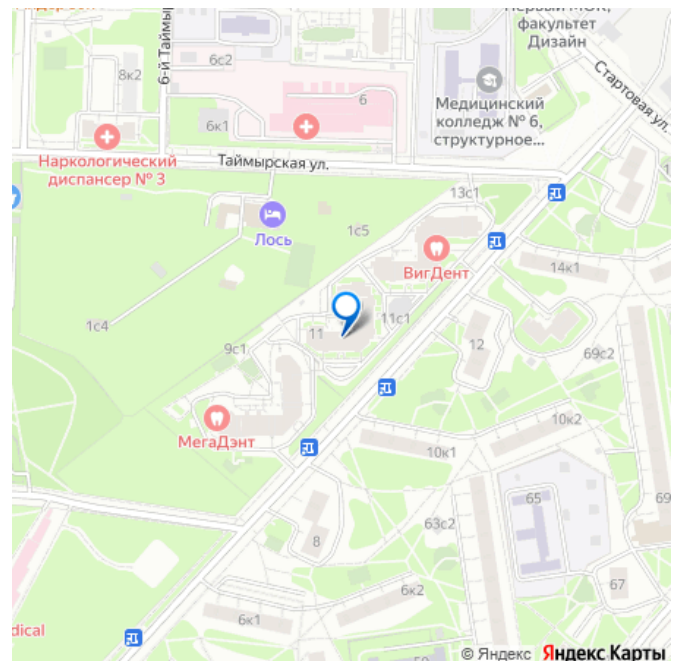 Первый МОК,
факультет
Дизайн
6-й Таймыр
6с2
8к2
6
6к1
Стартовая ул.
Медицинский
колледж № 6,
структурное...
Наркологический
диспансер № 3
Таймырская ул.
13с1
1с5
Лось
ВигДент
14к1
1с4
11с1
11
9с1
12
69с2
МегаДэнт
10к2
10к1
65
69
63с2
8
67
6к2
6к1
dical
© Яндекс Яндекс Карты